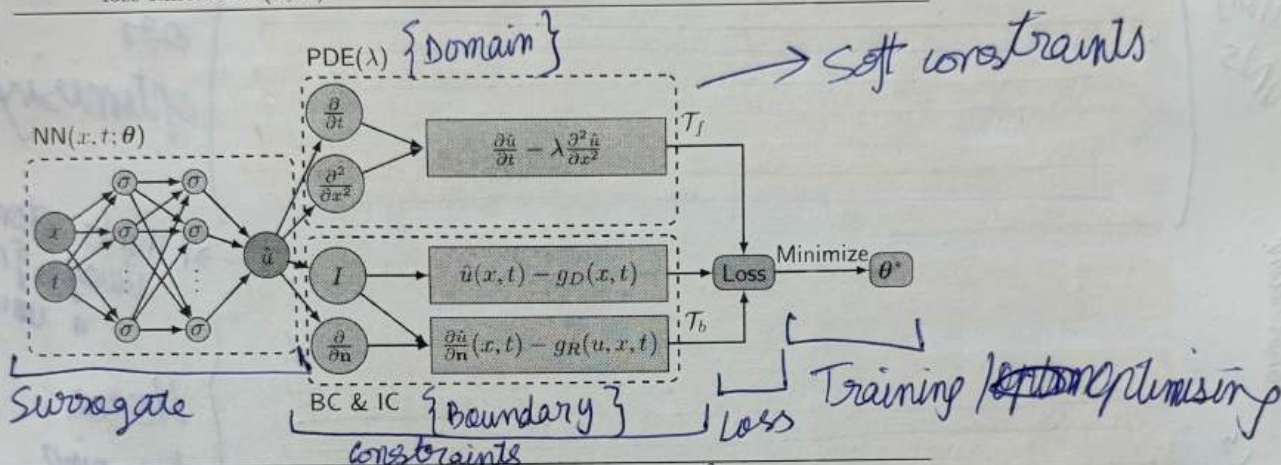 PDE(λ) {Domain}
→ Soft constraints
NN(x, t; θ)
∂/∂t
∂²/∂x²
∂û/∂t − λ ∂²û/∂x²
T_f
x
t
σ σ
σ σ
⋮ ⋮
σ σ
û
I
∂/∂n
û(x, t) − g_D(x, t)
∂û/∂n (x, t) − g_R(u, x, t)
T_b
Loss
Minimize
θ*
Surrogate
BC & IC {Boundary}
constraints
Loss
Training / optimising